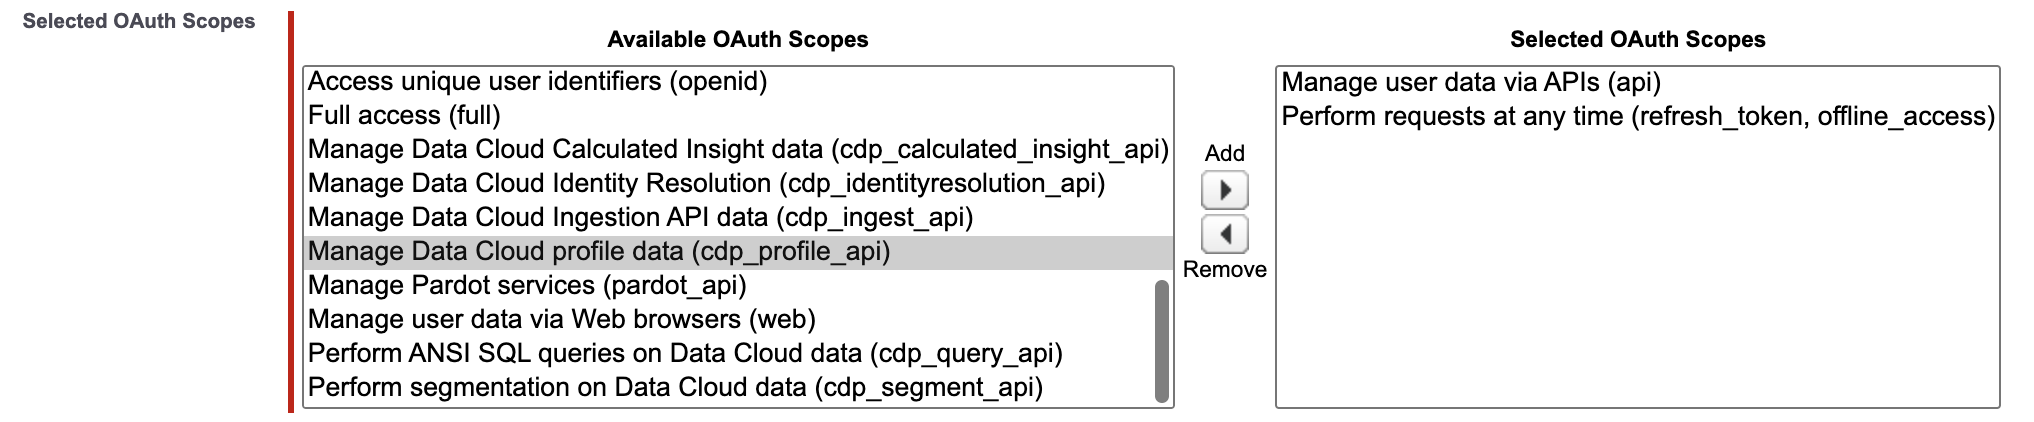 Selected OAuth Scopes
Available OAuth Scopes
Access unique user identifiers (openid)
Full access (full)
Manage Data Cloud Calculated Insight data (cdp_calculated_insight_api)
Manage Data Cloud Identity Resolution (cdp_identityresolution_api)
Manage Data Cloud Ingestion API data (cdp_ingest_api)
Manage Data Cloud profile data (cdp_profile_api)
Manage Pardot services (pardot_api)
Manage user data via Web browsers (web)
Perform ANSI SQL queries on Data Cloud data (cdp_query_api)
Perform segmentation on Data Cloud data (cdp_segment_api)
Add
Remove
Selected OAuth Scopes
Manage user data via APIs (api)
Perform requests at any time (refresh_token, offline_access)